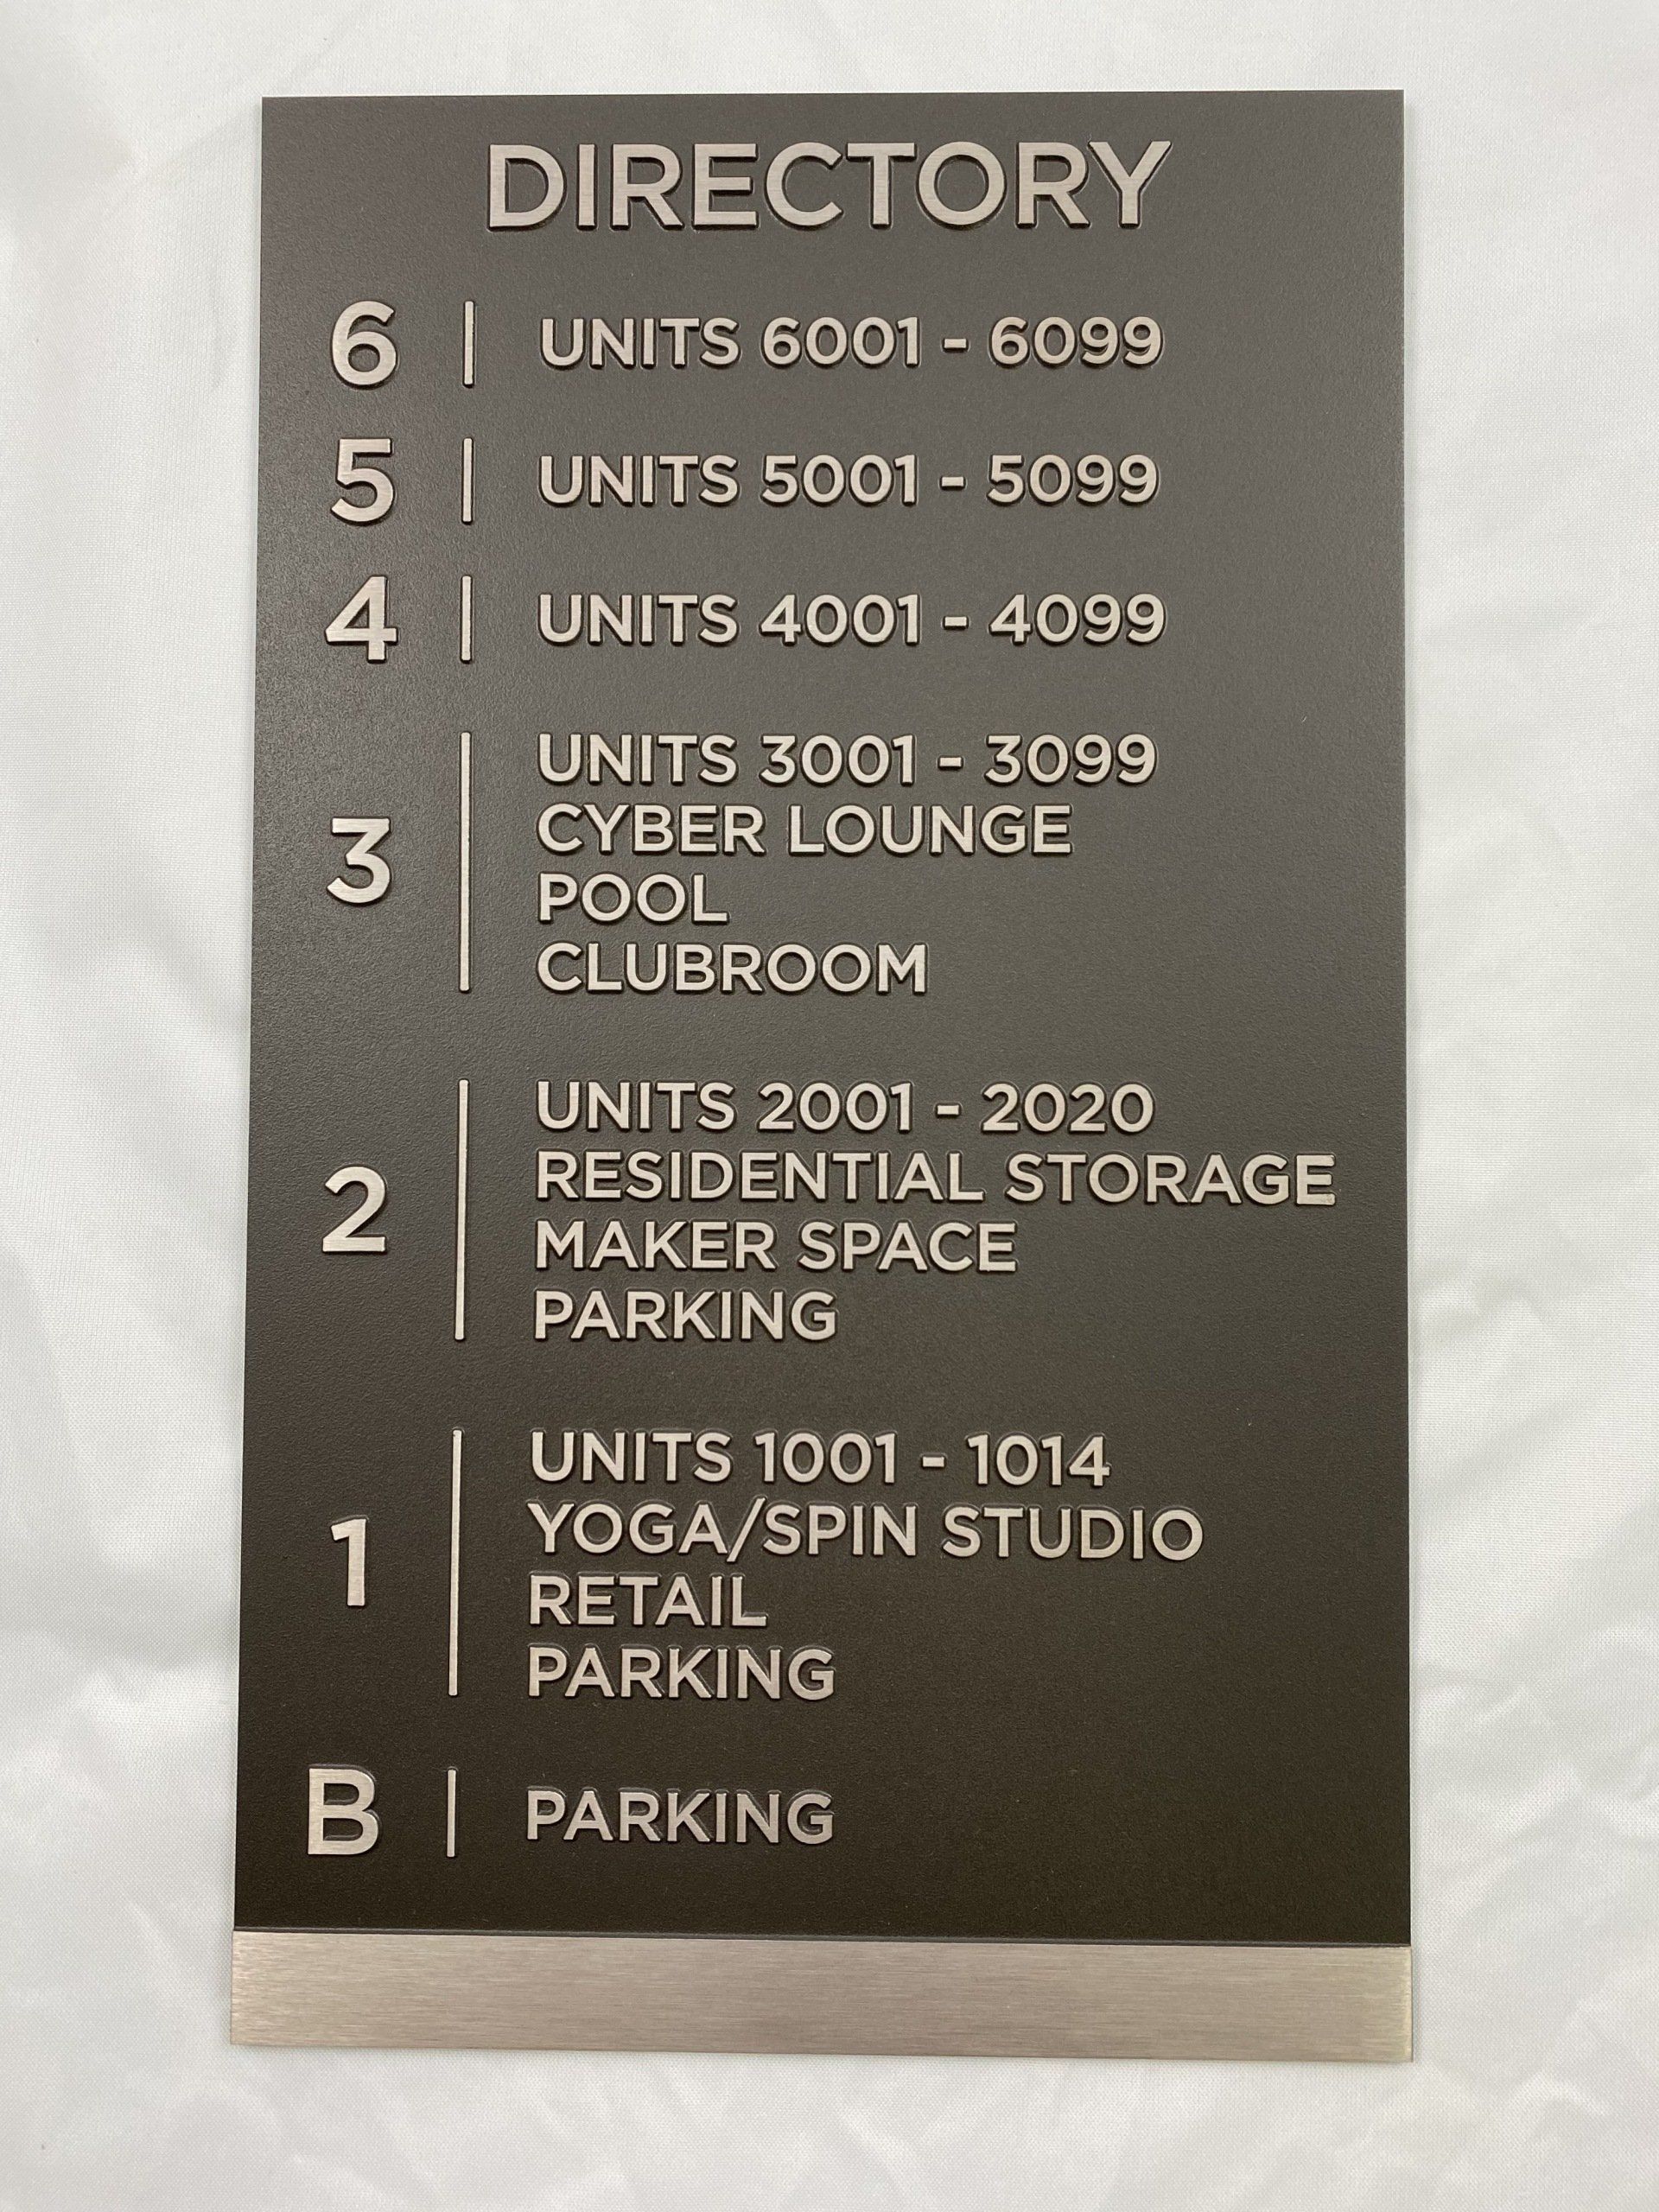 DIRECTORY
6 | UNITS 6001 - 6099
5 | UNITS 5001 - 5099
4 | UNITS 4001 - 4099
3 | UNITS 3001 - 3099
CYBER LOUNGE
POOL
CLUBROOM
2 | UNITS 2001 - 2020
RESIDENTIAL STORAGE
MAKER SPACE
PARKING
1 | UNITS 1001 - 1014
YOGA/SPIN STUDIO
RETAIL
PARKING
B | PARKING